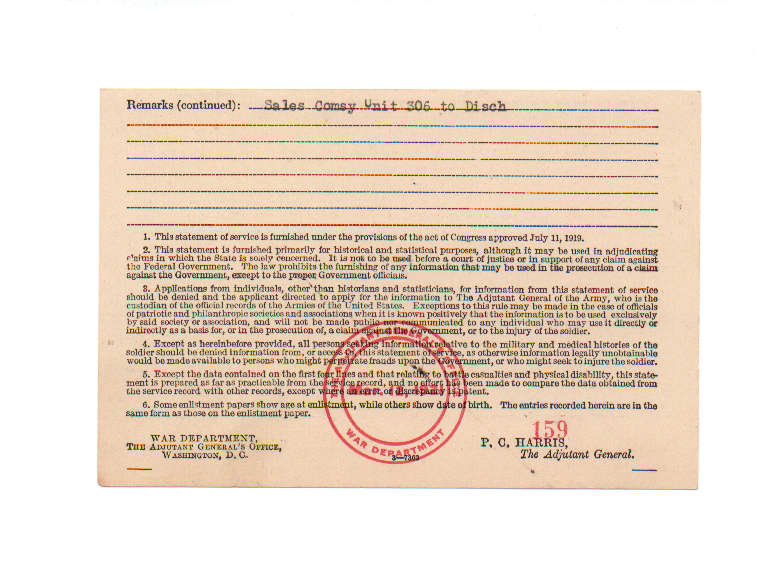 Remarks (continued): Sales Comsy Unit 306 to Disch
1. This statement of service is furnished under the provisions of the act of Congress approved July 11, 1919.
2. This statement is furnished primarily for historical and statistical purposes, although it may be used in adjudicating
claims in which the State is solely concerned. It is not to be used before a court of justice or in support of any claim against
the Federal Government. The law prohibits the furnishing of any information that may be used in the prosecution of a claim
against the Government, except to the proper Government officials.
3. Applications from individuals, other than historians and statisticians, for information from this statement of service
should be denied and the applicant directed to apply for the information to The Adjutant General of the Army, who is the
custodian of the official records of the Armies of the United States. Exceptions to this rule may be made in the case of officials
of patriotic and philanthropic societies and associations when it is known positively that the information is to be used exclusively
by said society or association, and will not be made public nor communicated to any individual who may use it directly or
indirectly as a basis for, or in the prosecution of, a claim against the Government, or to the injury of the soldier.
4. Except as hereinbefore provided, all persons seeking information relative to the military and medical histories of the
soldier should be denied information from, or access to, this statement of service, as otherwise information legally unobtainable
would be made available to persons who might perpetrate frauds upon the Government, or who might seek to injure the soldier.
5. Except the data contained on the first four lines and that relating to battle casualties and physical disability, this state-
ment is prepared as far as practicable from the service record, and no effort has been made to compare the data obtained from
the service record with other records, except where an error or discrepancy is patent.
6. Some enlistment papers show age at enlistment, while others show date of birth. The entries recorded herein are in the
same form as those on the enlistment paper.
WAR DEPARTMENT
159
WAR DEPARTMENT,
THE ADJUTANT GENERAL'S OFFICE,
WASHINGTON, D. C.
3—7303
P. C. HARRIS,
The Adjutant General.